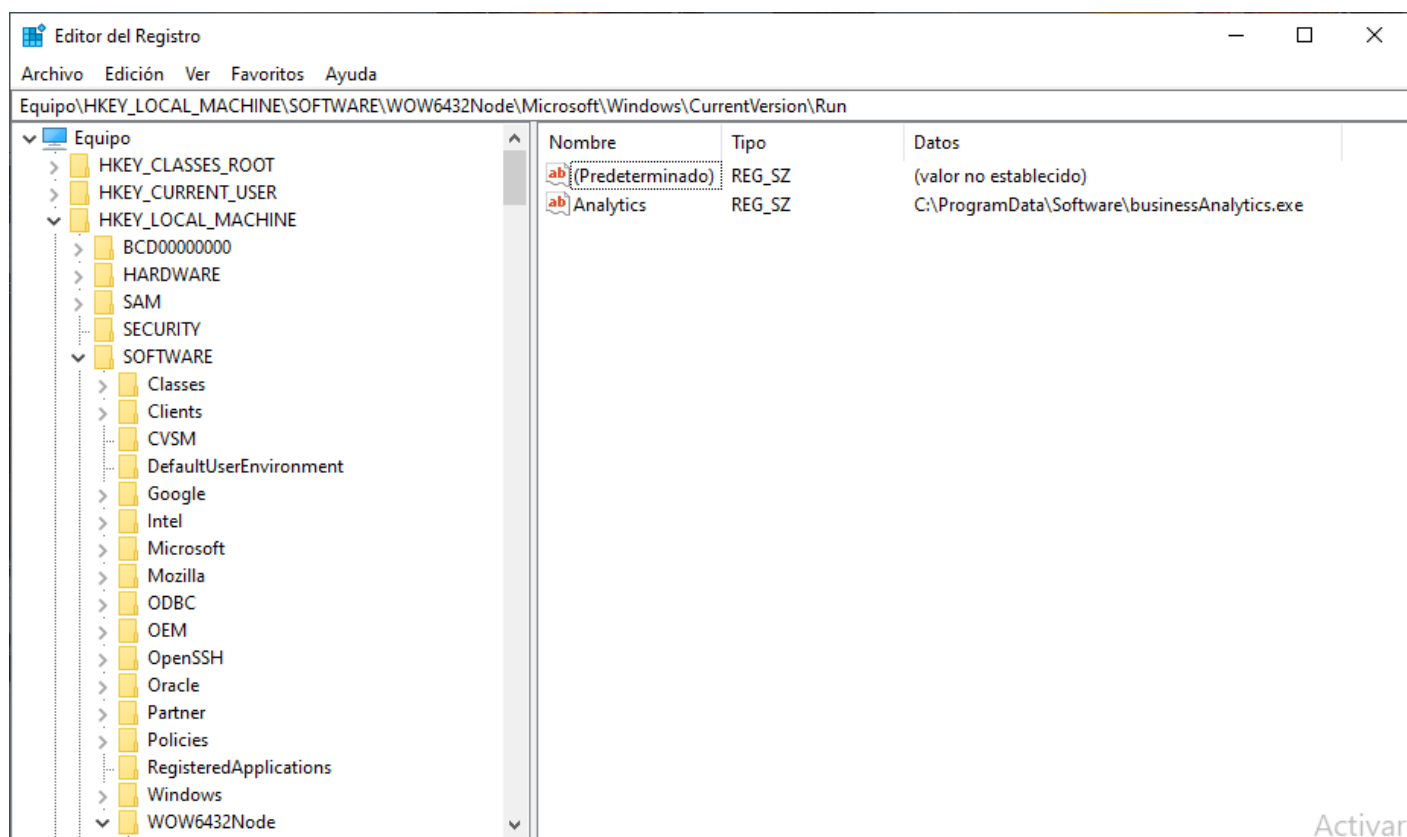 Editor del Registro
Archivo Edición Ver Favoritos Ayuda
Equipo\HKEY_LOCAL_MACHINE\SOFTWARE\WOW6432Node\Microsoft\Windows\CurrentVersion\Run
Equipo
HKEY_CLASSES_ROOT
HKEY_CURRENT_USER
HKEY_LOCAL_MACHINE
BCD00000000
HARDWARE
SAM
SECURITY
SOFTWARE
Classes
Clients
CVSM
DefaultUserEnvironment
Google
Intel
Microsoft
Mozilla
ODBC
OEM
OpenSSH
Oracle
Partner
Policies
RegisteredApplications
Windows
WOW6432Node
Nombre Tipo Datos
ab (Predeterminado) REG_SZ (valor no establecido)
ab Analytics REG_SZ C:\ProgramData\Software\businessAnalytics.exe
Activar